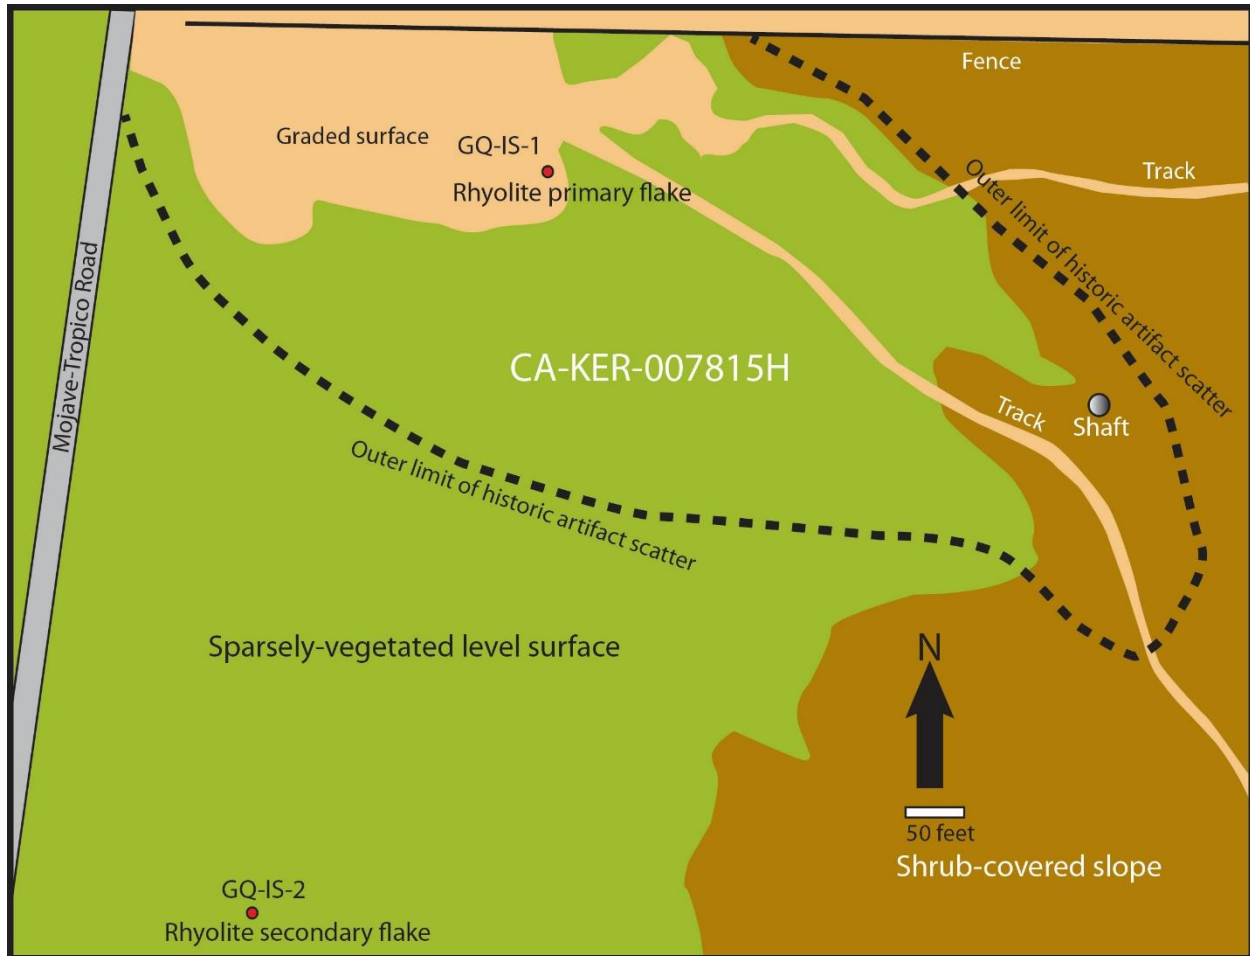 Fence
Graded surface
GQ-IS-1
Rhyolite primary flake
Track
Outer limit of historic artifact scatter
Mojave-Tropico Road
CA-KER-007815H
Track
Shaft
Outer limit of historic artifact scatter
Sparsely-vegetated level surface
N
50 feet
Shrub-covered slope
GQ-IS-2
Rhyolite secondary flake